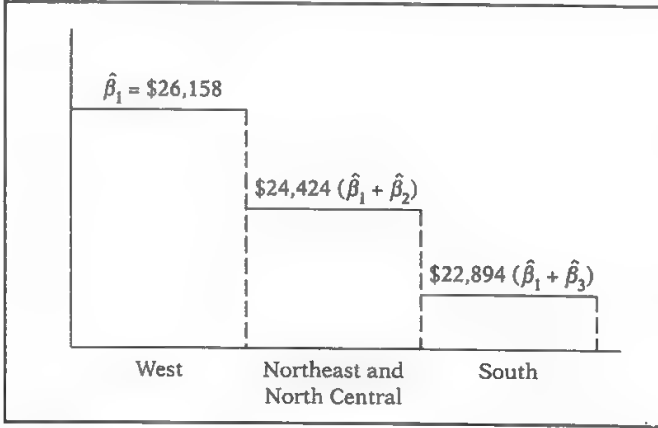 β̂₁ = $26,158
$24,424 (β̂₁ + β̂₂)
$22,894 (β̂₁ + β̂₃)
West
Northeast and
North Central
South